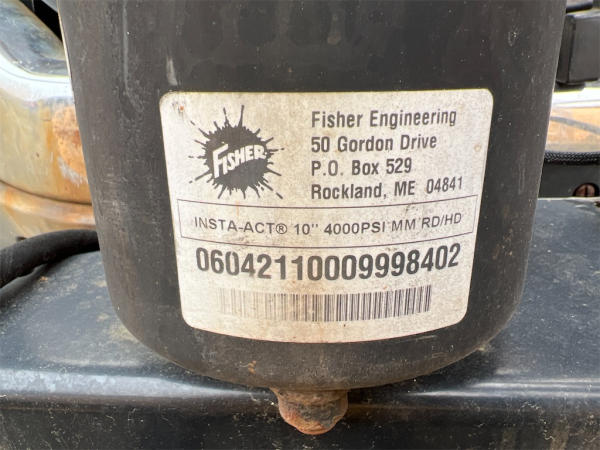 FISHER
Fisher Engineering
50 Gordon Drive
P.O. Box 529
Rockland, ME 04841
INSTA-ACT® 10" 4000PSI MM RD/HD
06042110009998402